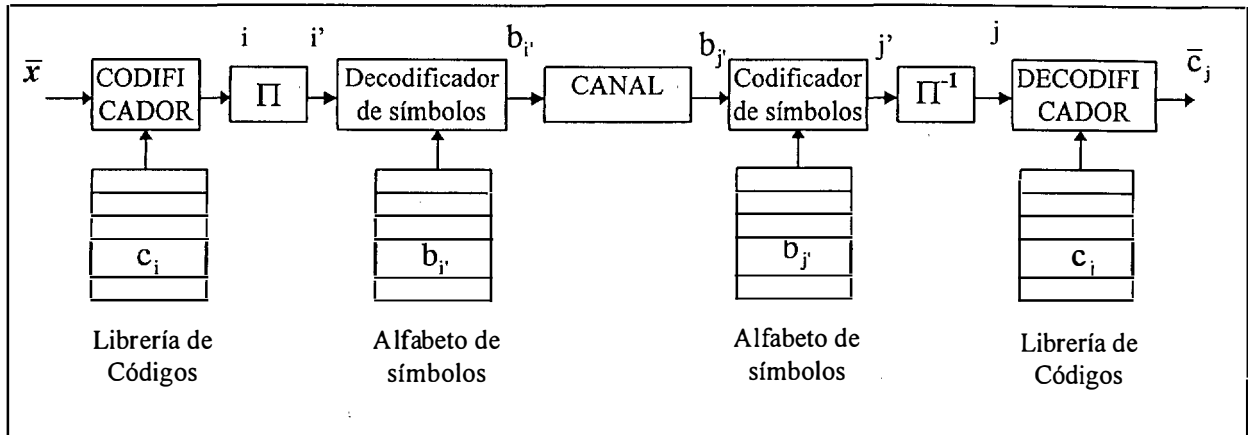 x̄
CODIFI
CADOR
i
Π
i'
Decodificador
de símbolos
b_i'
CANAL
b_j'
Codificador
de símbolos
j'
Π⁻¹
j
DECODIFI
CADOR
c̄_j
c_i
b_i'
b_j'
c_j
Librería de
Códigos
Alfabeto de
símbolos
Alfabeto de
símbolos
Librería de
Códigos